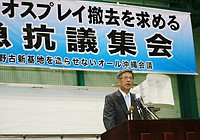 オスプレイ撤去を求める
急抗議集会
野古新基地を造らせないオール沖縄会議